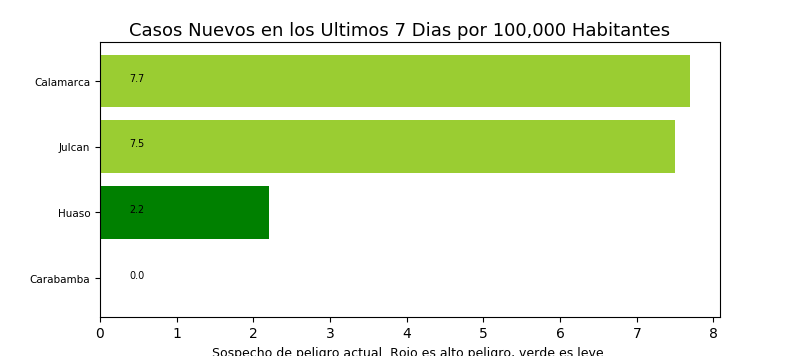 Casos Nuevos en los Ultimos 7 Dias por 100,000 Habitantes
Calamarca 7.7
Julcan 7.5
Huaso 2.2
Carabamba 0.0
0 1 2 3 4 5 6 7 8
Sospecho de peligro actual. Rojo es alto peligro, verde es leve